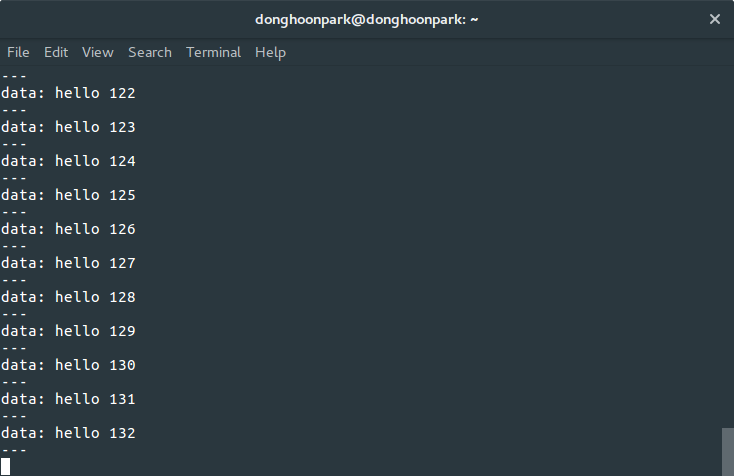 donghoonpark@donghoonpark: ~
File Edit View Search Terminal Help
---
data: hello 122
---
data: hello 123
---
data: hello 124
---
data: hello 125
---
data: hello 126
---
data: hello 127
---
data: hello 128
---
data: hello 129
---
data: hello 130
---
data: hello 131
---
data: hello 132
---